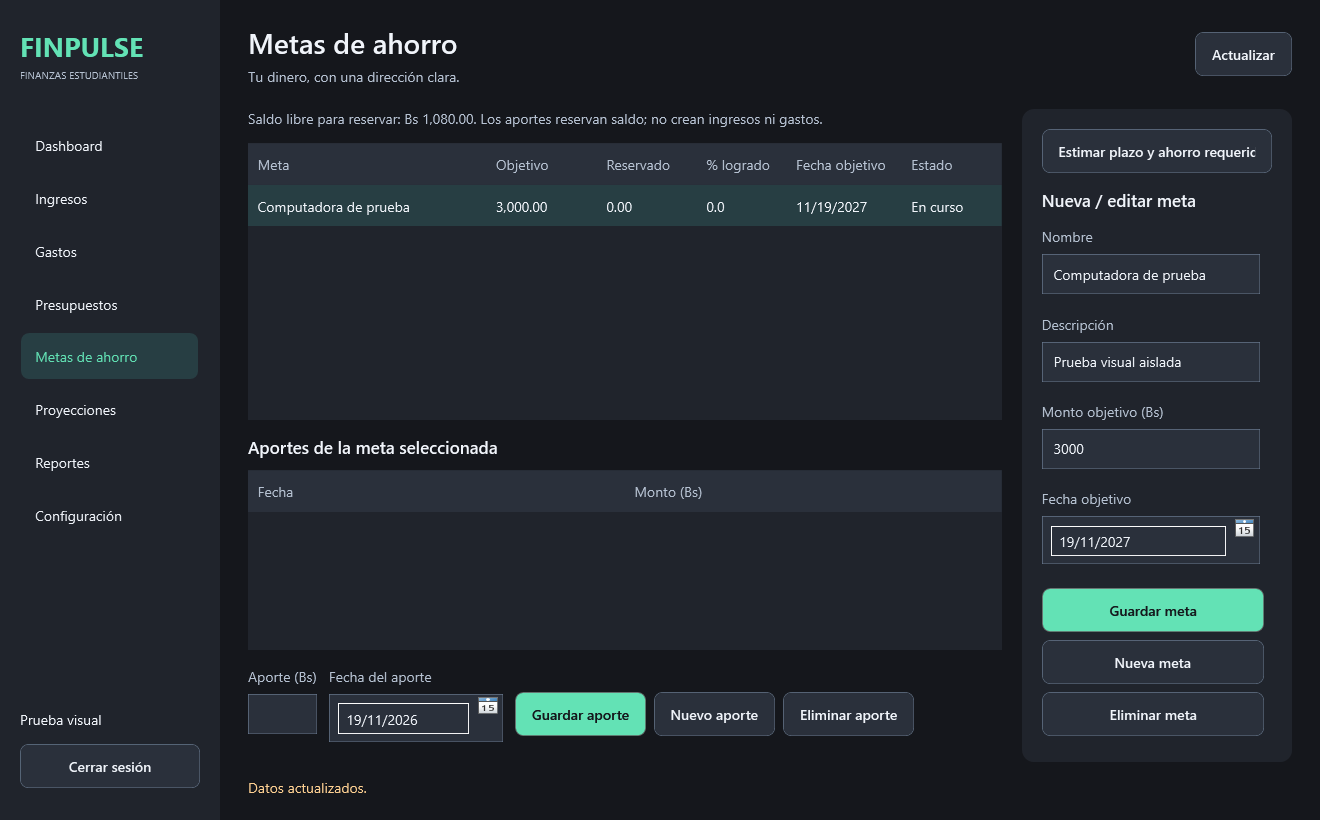 FINPULSE
FINANZAS ESTUDIANTILES
Dashboard
Ingresos
Gastos
Presupuestos
Metas de ahorro
Proyecciones
Reportes
Configuración
Prueba visual
Cerrar sesión
Metas de ahorro
Tu dinero, con una dirección clara.
Actualizar
Saldo libre para reservar: Bs 1,080.00. Los aportes reservan saldo; no crean ingresos ni gastos.
Meta Objetivo Reservado % logrado Fecha objetivo Estado
Computadora de prueba 3,000.00 0.00 0.0 11/19/2027 En curso
Aportes de la meta seleccionada
Fecha Monto (Bs)
Aporte (Bs) Fecha del aporte
19/11/2026 15 Guardar aporte Nuevo aporte Eliminar aporte
Datos actualizados.
Estimar plazo y ahorro requeric
Nueva / editar meta
Nombre
Computadora de prueba
Descripción
Prueba visual aislada
Monto objetivo (Bs)
3000
Fecha objetivo
19/11/2027 15
Guardar meta
Nueva meta
Eliminar meta